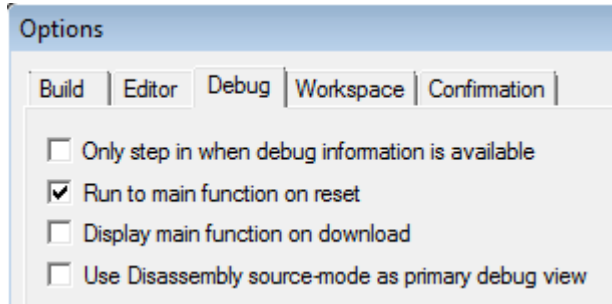 Options
Build Editor Debug Workspace Confirmation
Only step in when debug information is available
Run to main function on reset
Display main function on download
Use Disassembly source-mode as primary debug view